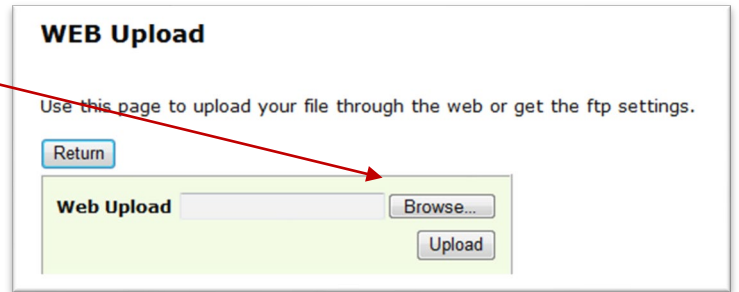 WEB Upload
Use this page to upload your file through the web or get the ftp settings.
Return
Web Upload Browse...
Upload